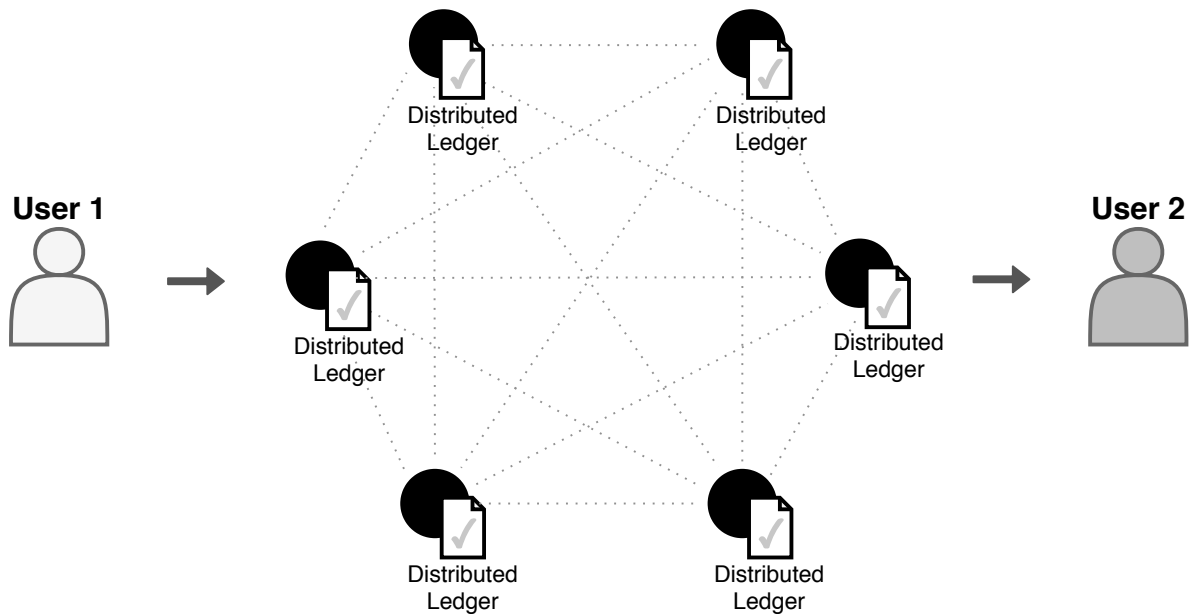 Distributed
Ledger
Distributed
Ledger
User 1
User 2
Distributed
Ledger
Distributed
Ledger
Distributed
Ledger
Distributed
Ledger